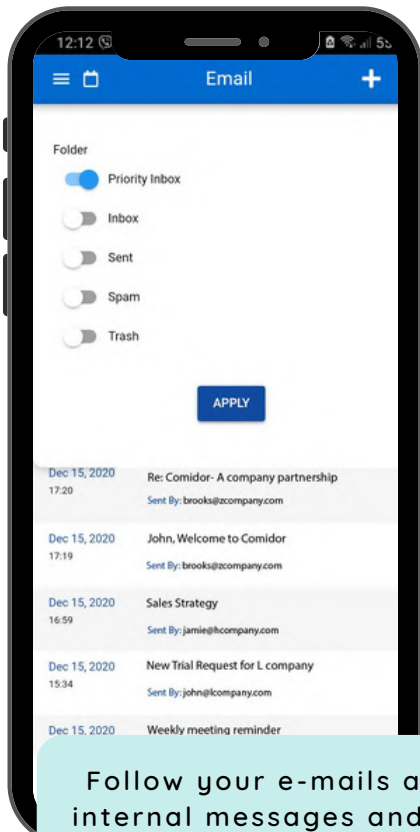 12:12
55
Email
Folder
Priority Inbox
Inbox
Sent
Spam
Trash
APPLY
Dec 15, 2020 Re: Comidor- A company partnership
17:20 Sent By: brooks@zcompany.com
Dec 15, 2020 John, Welcome to Comidor
17:19 Sent By: brooks@zcompany.com
Dec 15, 2020 Sales Strategy
16:59 Sent By: jamie@hcompany.com
Dec 15, 2020 New Trial Request for L company
15:34 Sent By: john@lcompany.com
Dec 15, 2020 Weekly meeting reminder
Follow your e-mails a
internal messages and